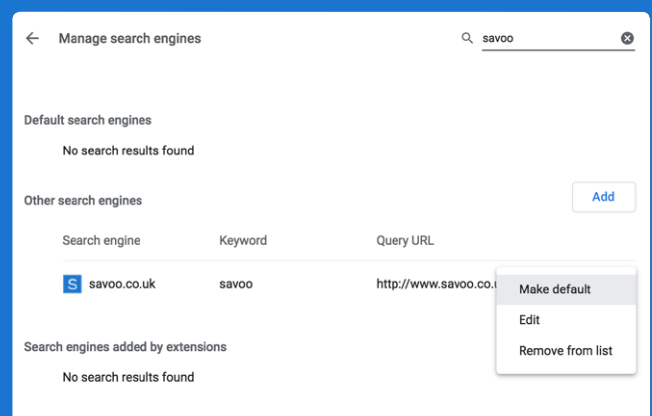 Manage search engines
savoo
Default search engines
No search results found
Other search engines
Add
Search engine Keyword Query URL
S savoo.co.uk savoo http://www.savoo.co.u
Make default
Edit
Remove from list
Search engines added by extensions
No search results found